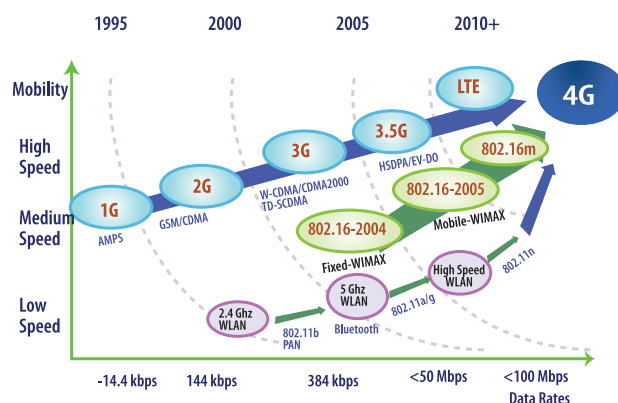 1995 2000 2005 2010+
Mobility
LTE
4G
High
Speed
3.5G
HSDPA/EV-DO
3G
W-CDMA/CDMA2000
TD-SCDMA
802.16m
2G
GSM/CDMA
802.16-2005
Mobile-WIMAX
1G
AMPS
Medium
Speed
802.16-2004
Fixed-WIMAX
High Speed
WLAN
802.11n
5 Ghz
WLAN
802.11a/g
Bluetooth
Low
Speed
2.4 Ghz
WLAN
802.11b
PAN
-14.4 kbps 144 kbps 384 kbps <50 Mbps <100 Mbps
Data Rates